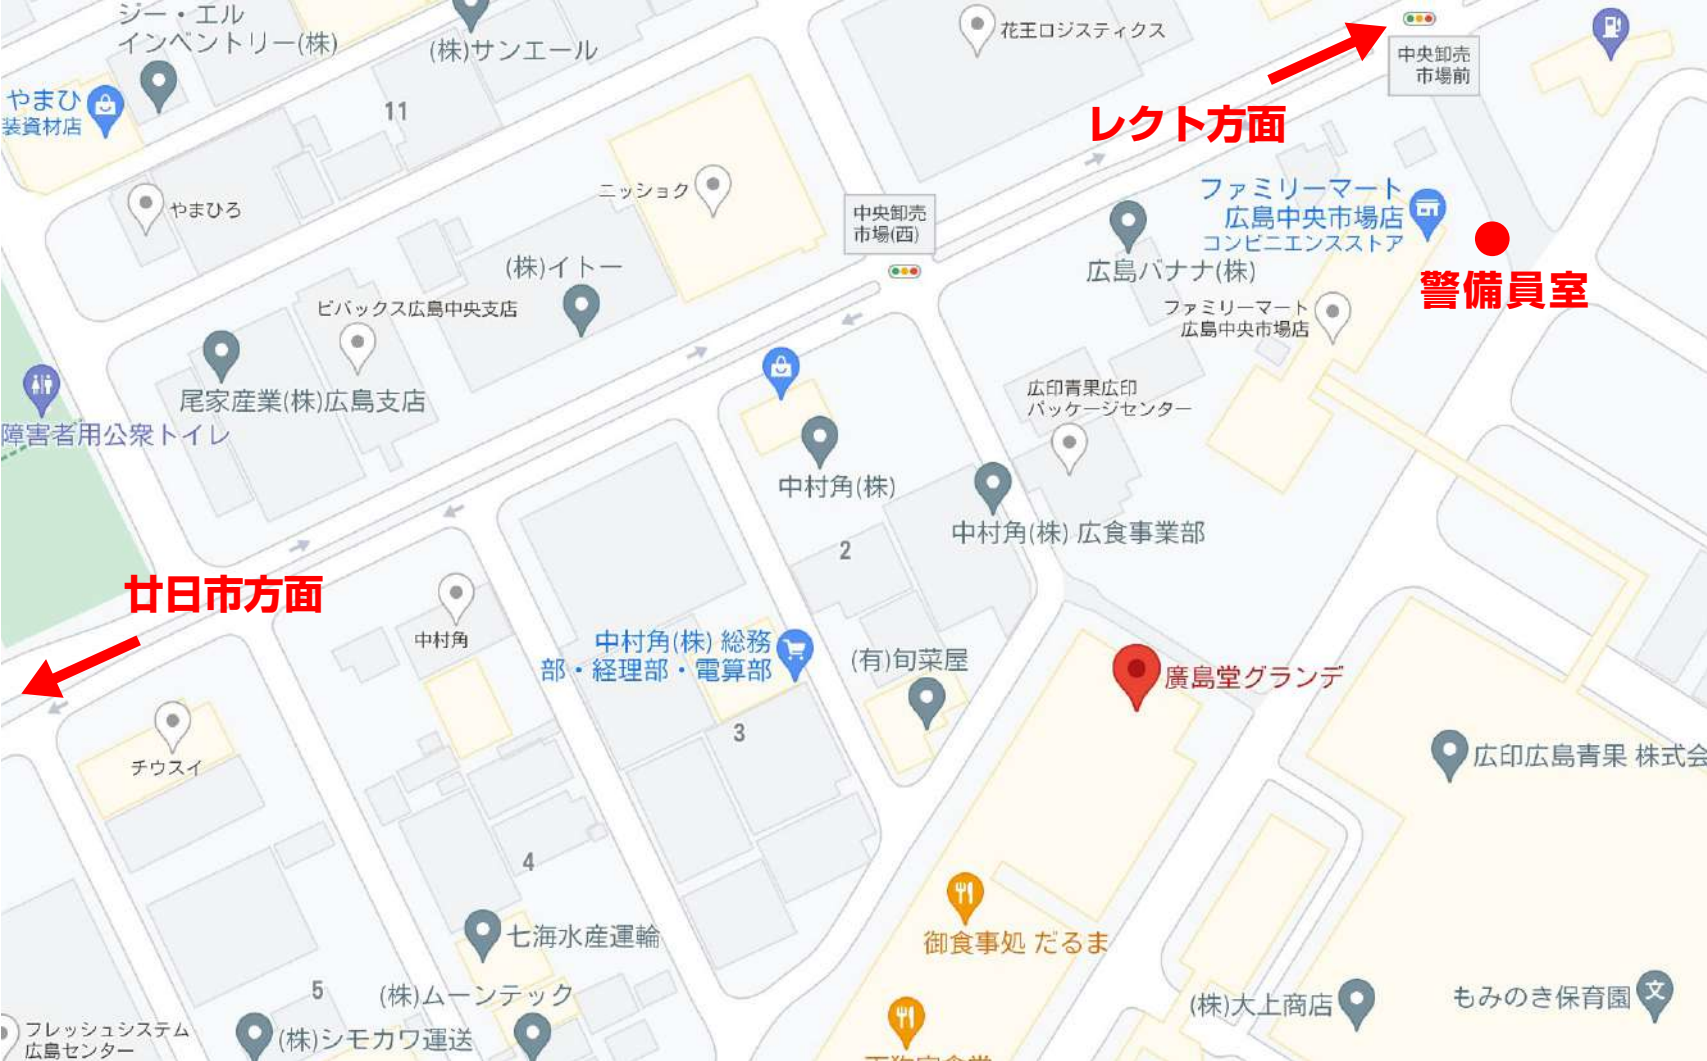 ジー・エル
インベントリー(株)
(株)サンエール
花王ロジスティクス
中央卸売
市場前
やまひ
装資材店
11
レクト方面
やまひろ
ニッショク
中央卸売
市場(西)
ファミリーマート
広島中央市場店
コンビニエンスストア
(株)イトー
広島バナナ(株)
警備員室
ビバックス広島中央支店
ファミリーマート
広島中央市場店
尾家産業(株)広島支店
広印青果広印
パッケージセンター
障害者用公衆トイレ
中村角(株)
中村角(株) 広食事業部
2
廿日市方面
中村角
中村角(株) 総務
部・経理部・電算部
(有)旬菜屋
廣島堂グランデ
3
チウスイ
広印広島青果 株式会
4
七海水産運輸
御食事処 だるま
5
(株)ムーンテック
(株)大上商店
もみのき保育園
文
フレッシュシステム
広島センター
(株)シモカワ運送